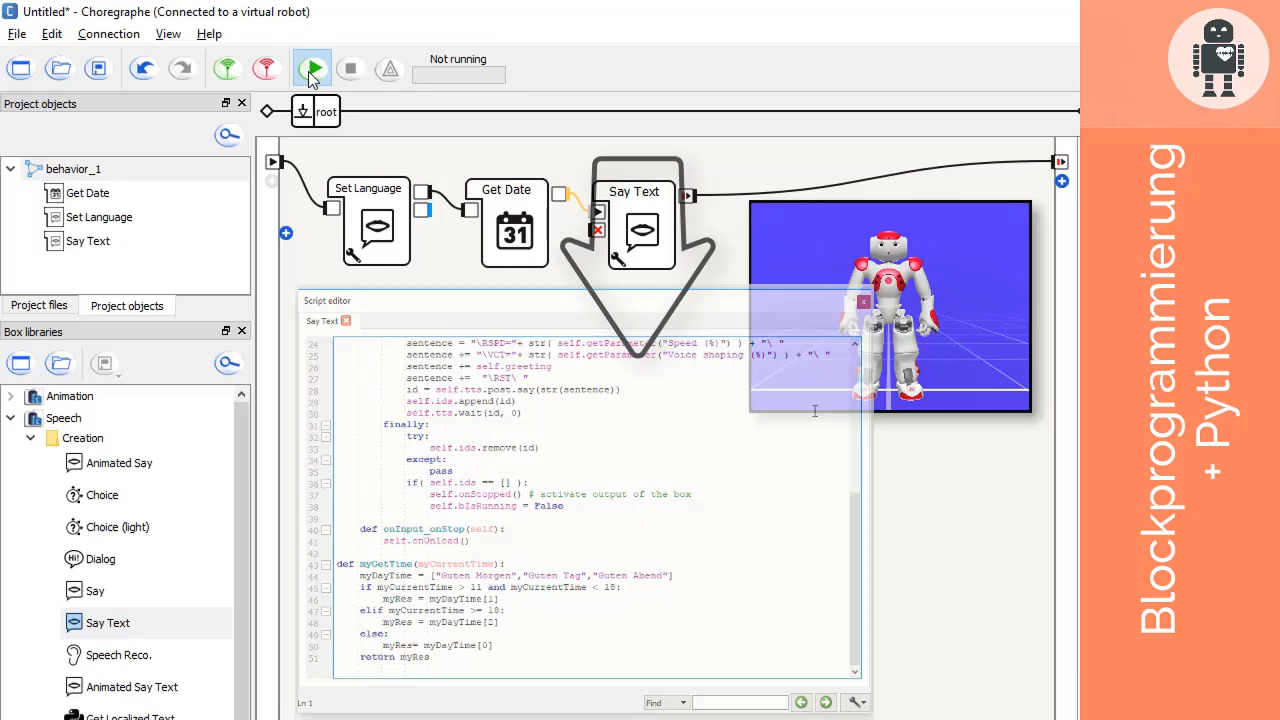 Untitled* - Choregraphe (Connected to a virtual robot)
File Edit Connection View Help
Not running
Project objects
root
behavior_1
Get Date
Set Language
Say Text
Project files Project objects
Box libraries
Animation
Speech
Creation
Animated Say
Choice
Choice (light)
Dialog
Say
Say Text
Speech Reco.
Animated Say Text
Get Localized Text
Set Language
Get Date
31
Say Text
Script editor
Say Text
24 sentence = "\RSPD="+ str( self.getParameter("Speed (%)") ) + "\ "
25 sentence += "\VCT="+ str( self.getParameter("Voice shaping (%)") ) + "\ "
26 sentence += self.greeting
27 sentence += "\RST\ "
28 id = self.tts.post.say(str(sentence))
29 self.ids.append(id)
30 self.tts.wait(id, 0)
31 finally:
32 try:
33 self.ids.remove(id)
34 except:
35 pass
36 if( self.ids == [] ):
37 self.onStopped() # activate output of the box
38 self.bIsRunning = False
39
40 def onInput_onStop(self):
41 self.onUnload()
42
43 def myGetTime(myCurrentTime):
44 myDayTime = ["Guten Morgen","Guten Tag","Guten Abend"]
45 if myCurrentTime > 11 and myCurrentTime < 18:
46 myRes = myDayTime[1]
47 elif myCurrentTime >= 18:
48 myRes = myDayTime[2]
49 else:
50 myRes= myDayTime[0]
51 return myRes
Ln 1
Find
Blockprogrammierung
+ Python